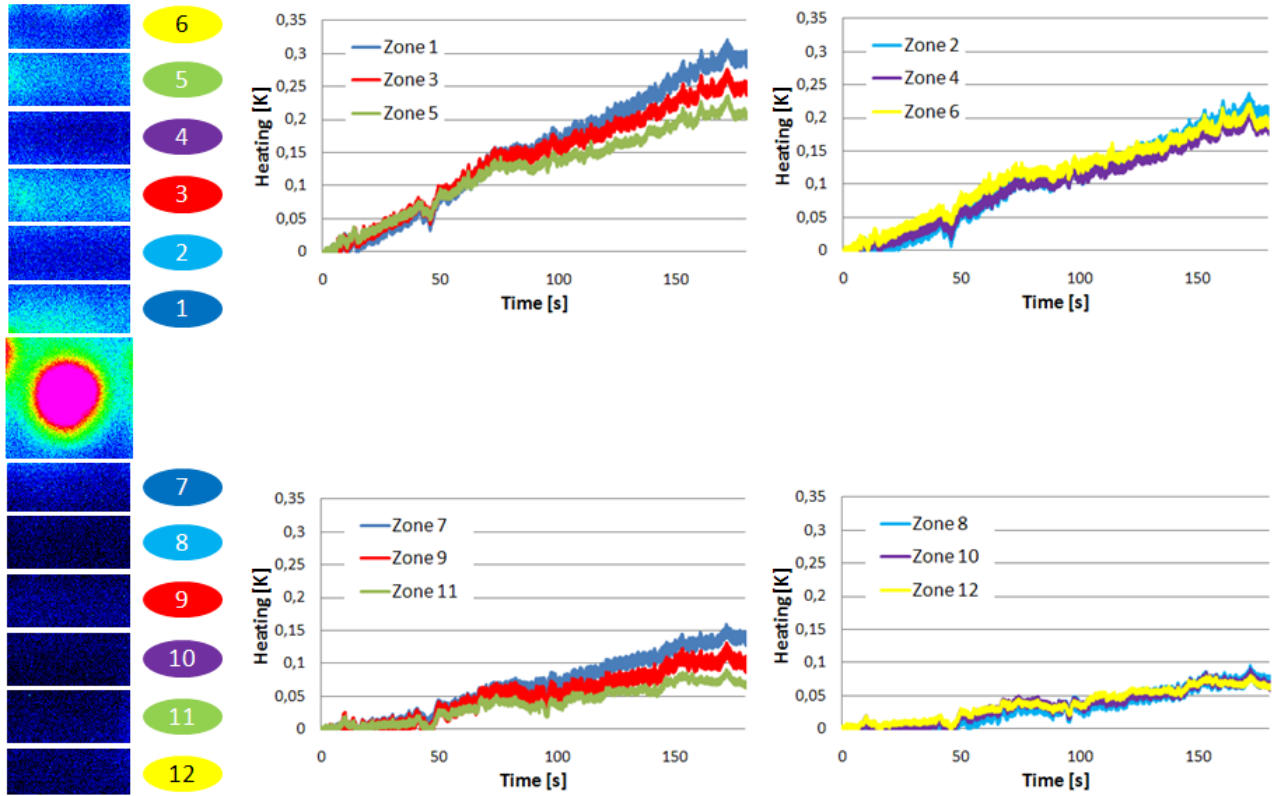 6
5
4
3
2
1
7
8
9
10
11
12
0,35
0,3
0,25
0,2
0,15
0,1
0,05
0
Heating [K]
Zone 1
Zone 3
Zone 5
0 50 100 150
Time [s]
0,35
0,3
0,25
0,2
0,15
0,1
0,05
0
Heating [K]
Zone 2
Zone 4
Zone 6
0 50 100 150
Time [s]
0,35
0,3
0,25
0,2
0,15
0,1
0,05
0
Heating [K]
Zone 7
Zone 9
Zone 11
0 50 100 150
Time [s]
0,35
0,3
0,25
0,2
0,15
0,1
0,05
0
Heating [K]
Zone 8
Zone 10
Zone 12
0 50 100 150
Time [s]